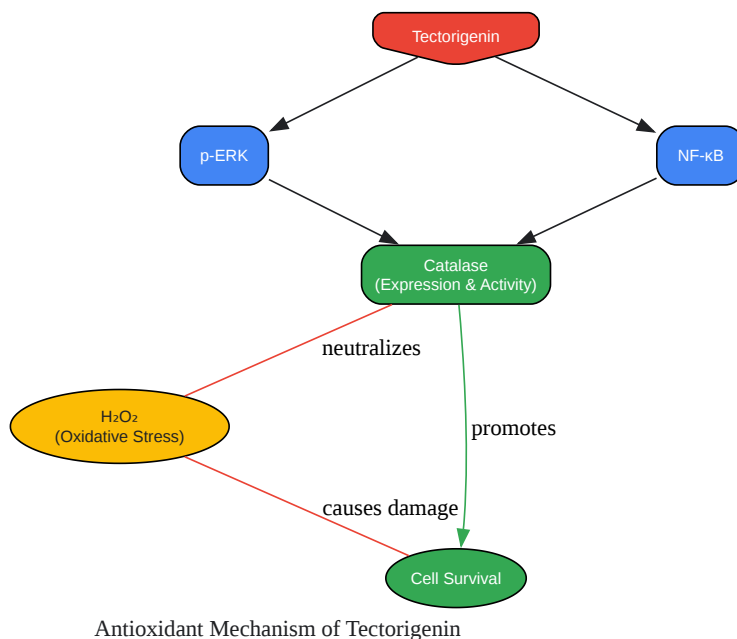 Tectorigenin
p-ERK
NF-κB
Catalase
(Expression & Activity)
neutralizes
H₂O₂
(Oxidative Stress)
promotes
causes damage
Cell Survival
Antioxidant Mechanism of Tectorigenin